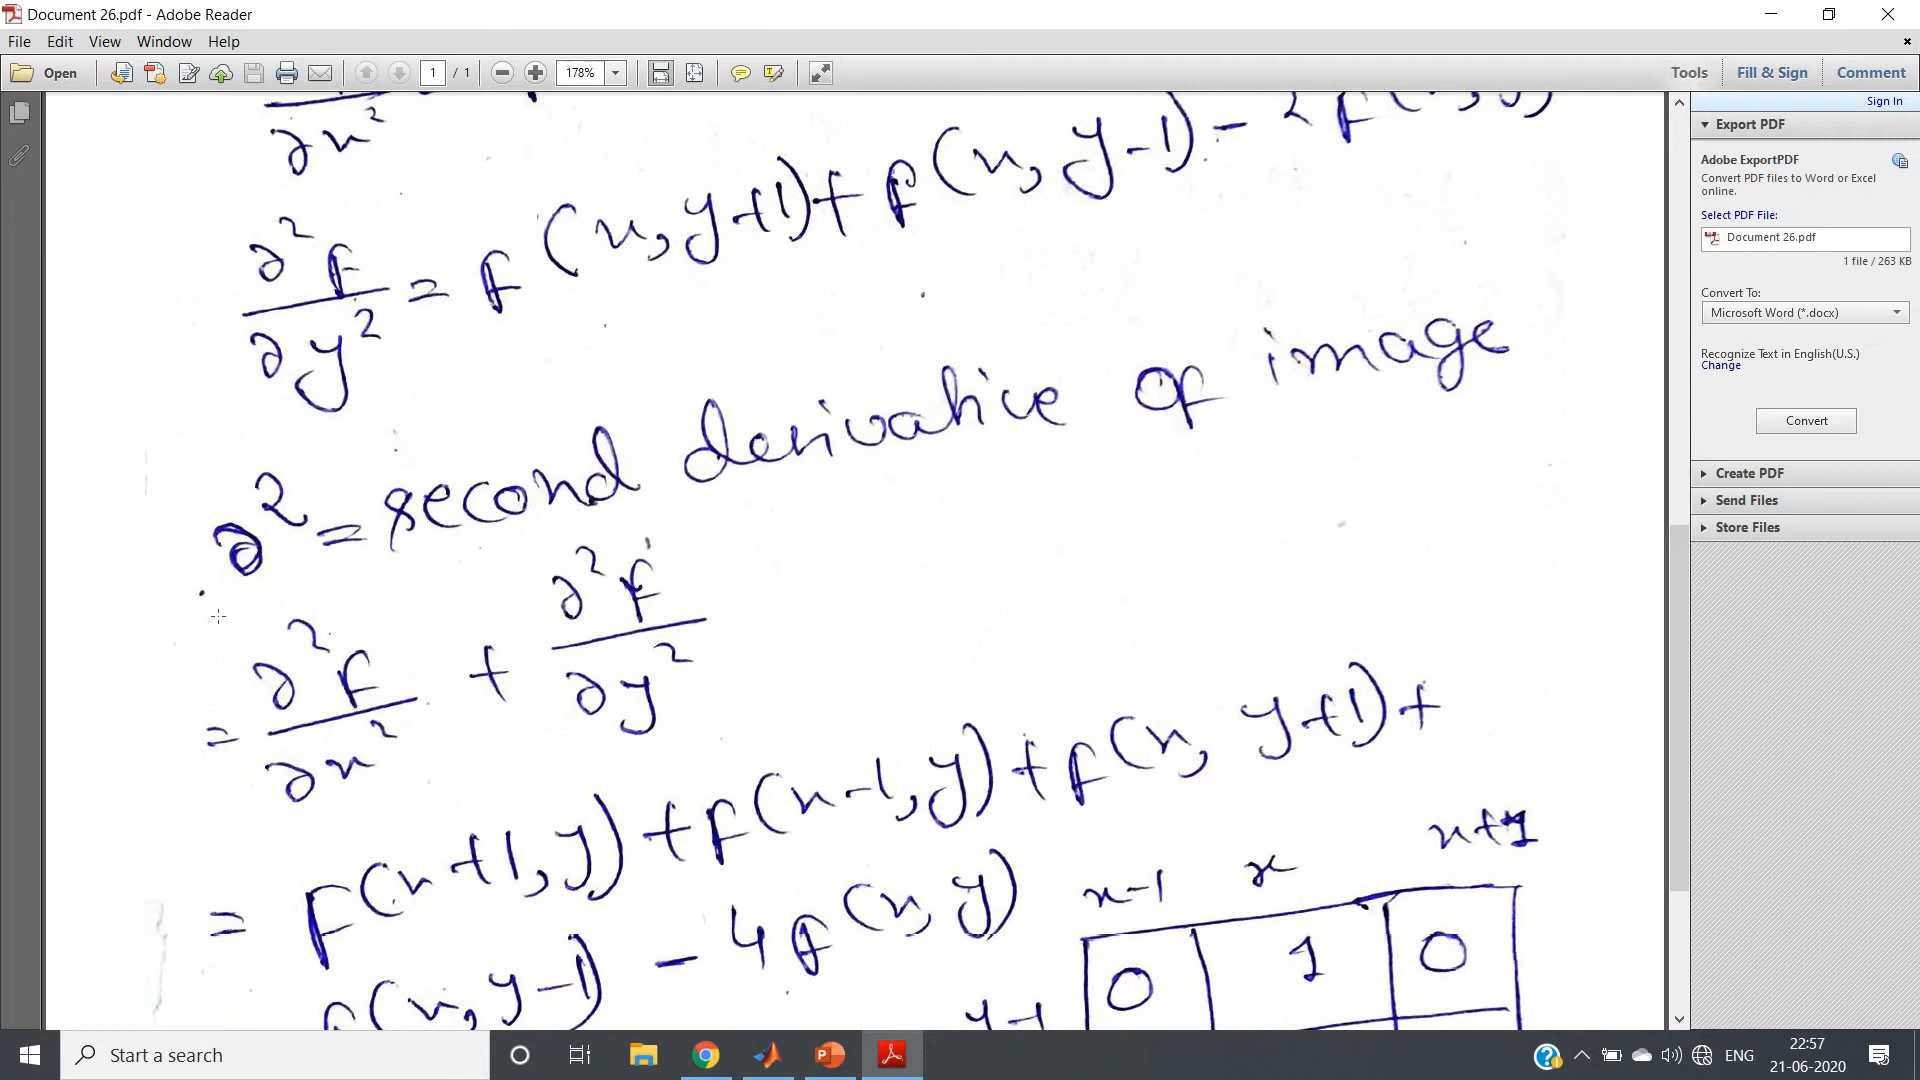 Document 26.pdf - Adobe Reader
File Edit View Window Help
Open 1 / 1 178% Tools Fill & Sign Comment
∂x²
∂²f/∂y² = f(x, y+1) + f(x, y-1) - 2f(x, y)
∂² = second derivative of image
= ∂²f/∂x² + ∂²f/∂y²
= f(x+1, y) + f(x-1, y) + f(x, y+1) +
f(x, y-1) - 4f(x, y)
x-1 x x+1
0 1 0
y-1
Sign In
Export PDF
Adobe ExportPDF
Convert PDF files to Word or Excel
online.
Select PDF File:
Document 26.pdf
1 file / 263 KB
Convert To:
Microsoft Word (*.docx)
Recognize Text in English(U.S.)
Change
Convert
Create PDF
Send Files
Store Files
Start a search
ENG
22:57
21-06-2020